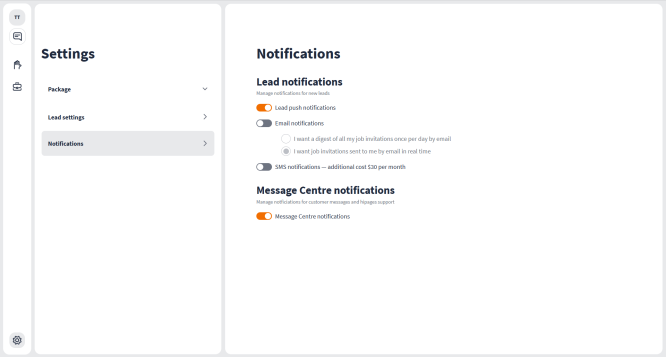 TT
Settings
Package
Lead settings
Notifications
Notifications
Lead notifications
Manage notifications for new leads
Lead push notifications
Email notifications
I want a digest of all my job invitations once per day by email
I want job invitations sent to me by email in real time
SMS notifications — additional cost $30 per month
Message Centre notifications
Manage notifications for customer messages and hipages support
Message Centre notifications